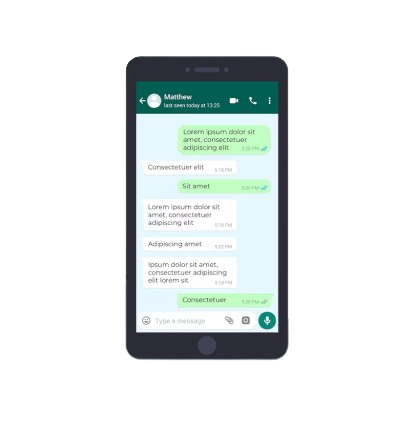 Matthew
last seen today at 13:25
Lorem ipsum dolor sit
amet, consectetuer
adipiscing elit 5:20 PM
Consectetuer elit 5:18 PM
Sit amet 5:20 PM
Lorem ipsum dolor sit
amet, consectetuer
adipiscing elit 5:18 PM
Adipiscing amet 5:22 PM
Ipsum dolor sit amet,
consectetuer adipiscing
elit lorem sit 5:18 PM
Consectetuer 5:20 PM
Type a message